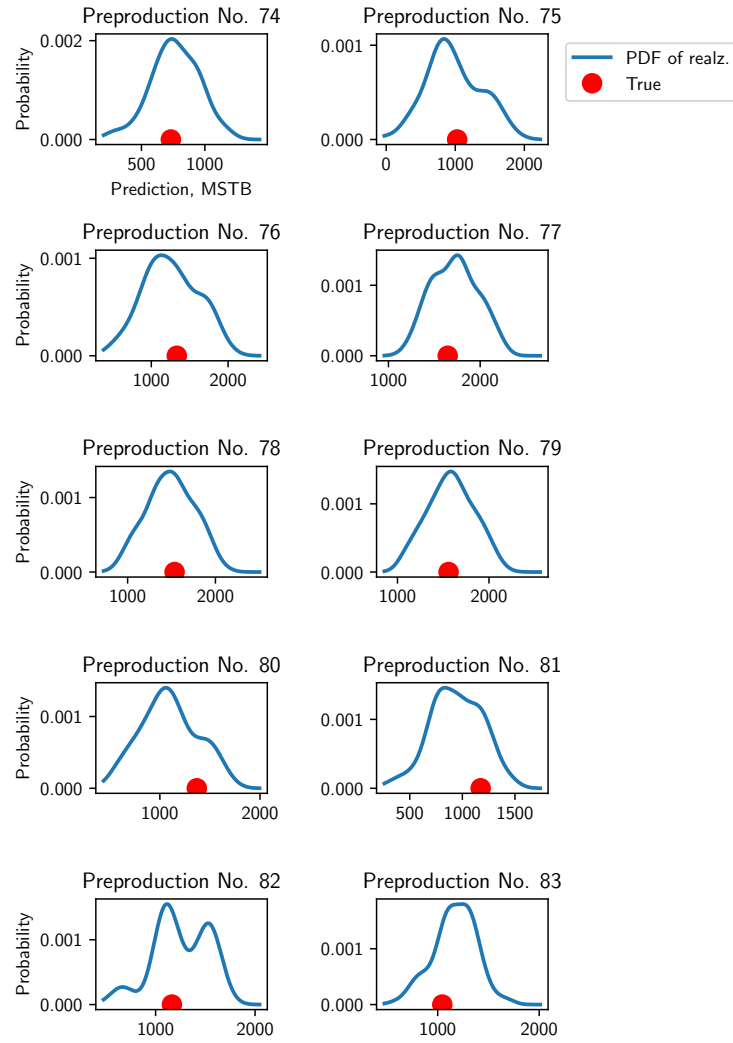 Preproduction No. 74
Preproduction No. 75
0.002
0.000
Probability
500
1000
Prediction, MSTB
0.001
0.000
0
1000
2000
PDF of realz.
True
Preproduction No. 76
Preproduction No. 77
0.001
0.000
Probability
1000
2000
0.001
0.000
1000
2000
Preproduction No. 78
Preproduction No. 79
0.001
0.000
Probability
1000
2000
0.001
0.000
1000
2000
Preproduction No. 80
Preproduction No. 81
0.001
0.000
Probability
1000
2000
0.001
0.000
500
1000
1500
Preproduction No. 82
Preproduction No. 83
0.001
0.000
Probability
1000
2000
0.001
0.000
1000
2000